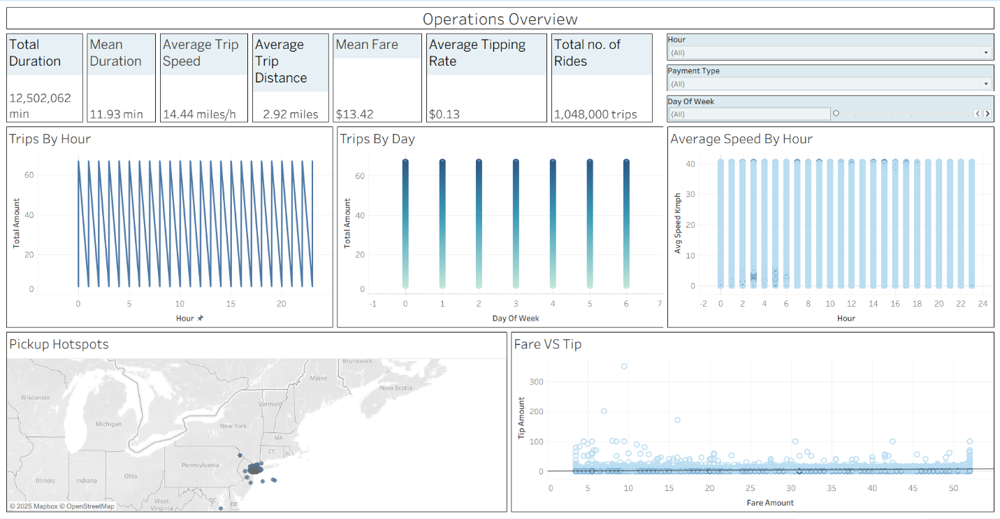 Operations Overview
Total
Duration
12,502,062
min
Mean
Duration
11.93 min
Average Trip
Speed
14.44 miles/h
Average
Trip
Distance
2.92 miles
Mean Fare
$13.42
Average Tipping
Rate
$0.13
Total no. of
Rides
1,048,000 trips
Hour
(All)
Payment Type
(All)
Day Of Week
(All)
Trips By Hour
Total Amount
60
40
20
0
0 5 10 15 20
Hour
Trips By Day
Total Amount
60
40
20
0
-1 0 1 2 3 4 5 6 7
Day Of Week
Average Speed By Hour
Avg Speed Kmph
40
30
20
10
0
-2 0 2 4 6 8 10 12 14 16 18 20 22 24
Hour
Pickup Hotspots
Brunswick
Maine
Nova Scotia
Wisconsin
Vermont
Michigan
New York
MA
CT RI
Pennsylvania
Illinois
Indiana
Ohio
West
Virginia
DE
© 2025 Mapbox © OpenStreetMap
Fare VS Tip
Tip Amount
300
200
100
0
0 5 10 15 20 25 30 35 40 45 50
Fare Amount